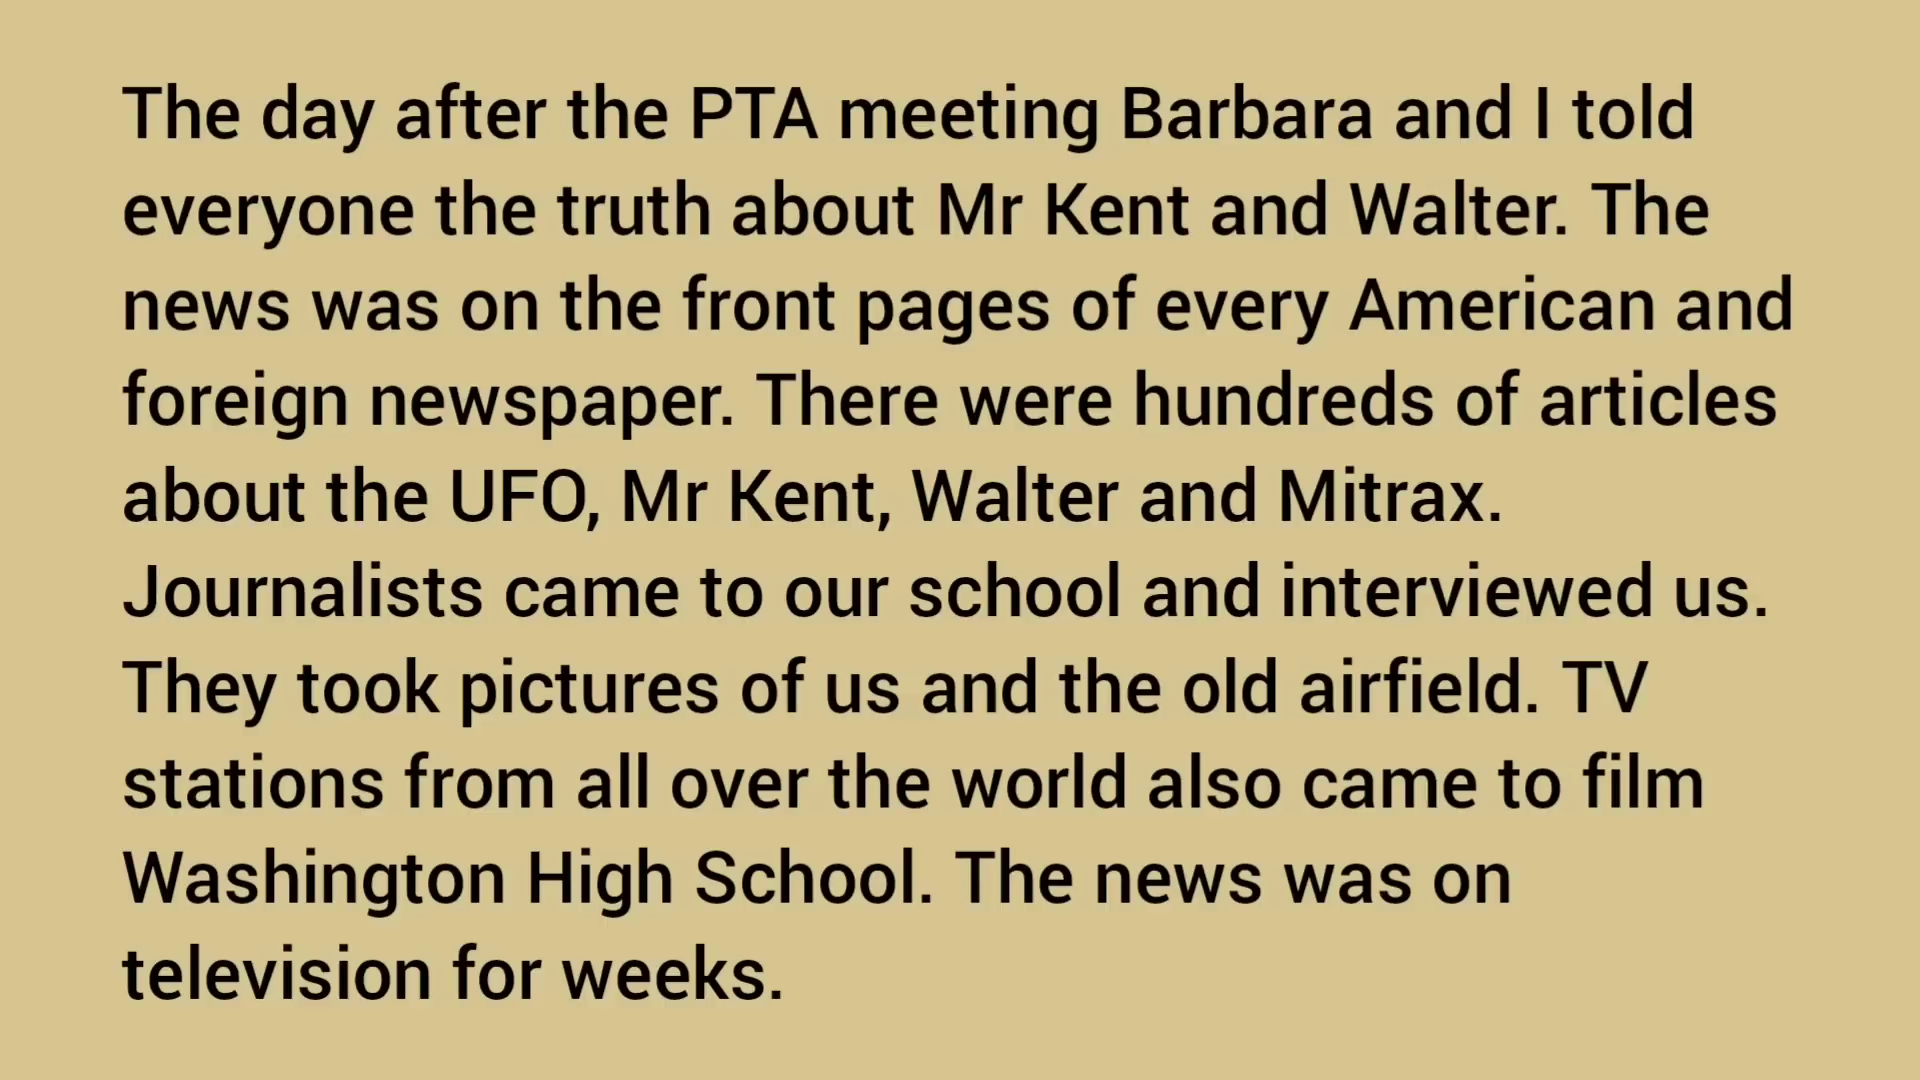 The day after the PTA meeting Barbara and I told
everyone the truth about Mr Kent and Walter. The
news was on the front pages of every American and
foreign newspaper. There were hundreds of articles
about the UFO, Mr Kent, Walter and Mitrax.
Journalists came to our school and interviewed us.
They took pictures of us and the old airfield. TV
stations from all over the world also came to film
Washington High School. The news was on
television for weeks.